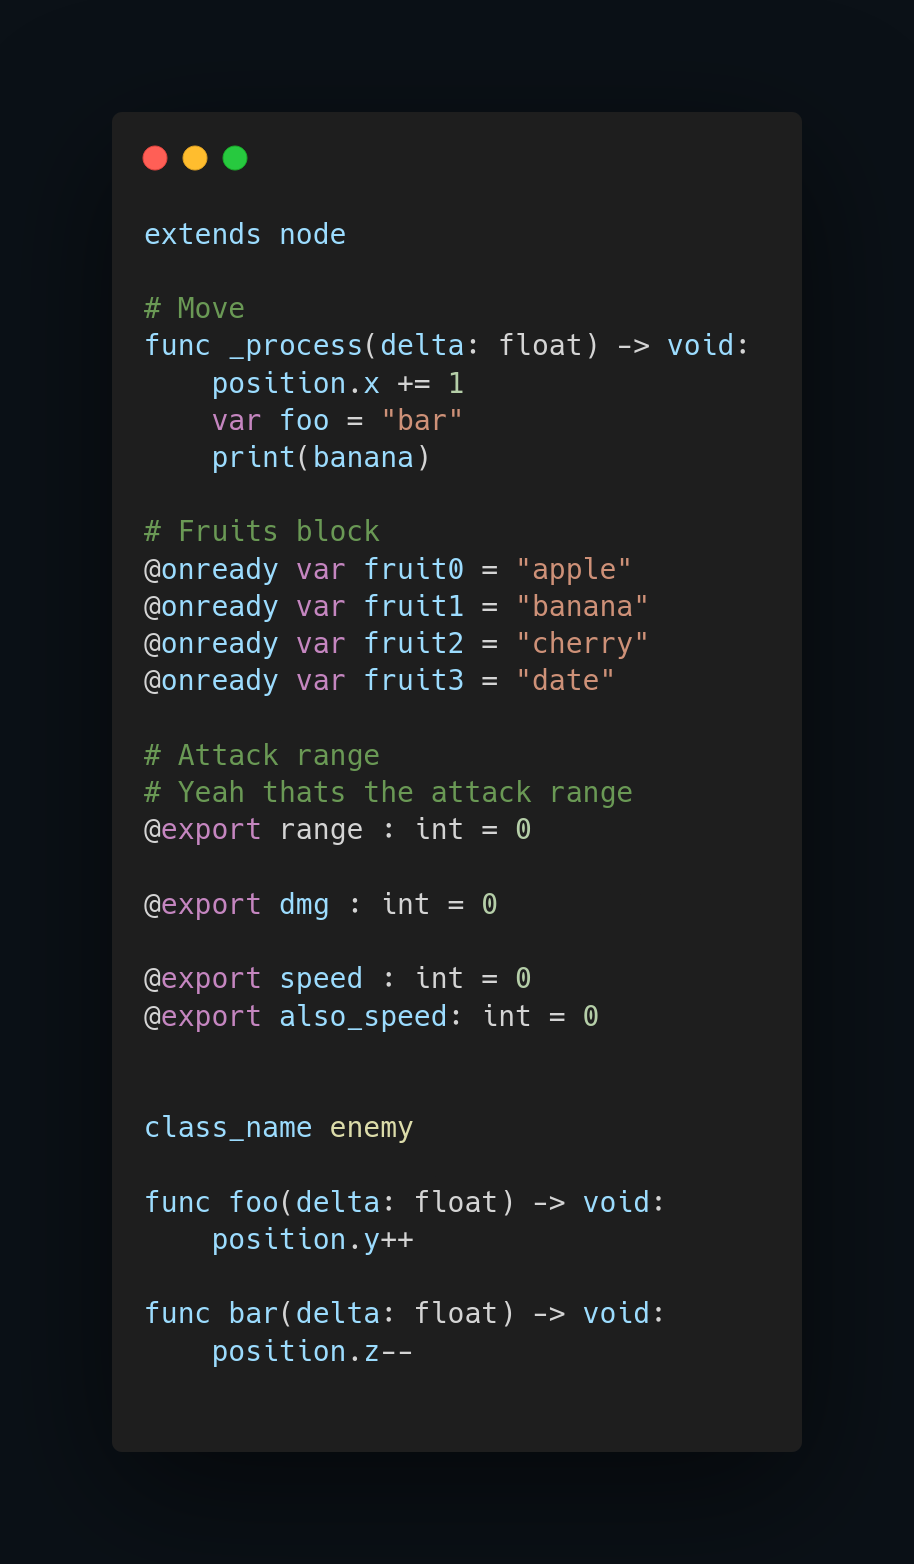 extends node

# Move
func _process(delta: float) -> void:
    position.x += 1
    var foo = "bar"
    print(banana)

# Fruits block
@onready var fruit0 = "apple"
@onready var fruit1 = "banana"
@onready var fruit2 = "cherry"
@onready var fruit3 = "date"

# Attack range
# Yeah thats the attack range
@export range : int = 0

@export dmg : int = 0

@export speed : int = 0
@export also_speed: int = 0


class_name enemy

func foo(delta: float) -> void:
    position.y++

func bar(delta: float) -> void:
    position.z--